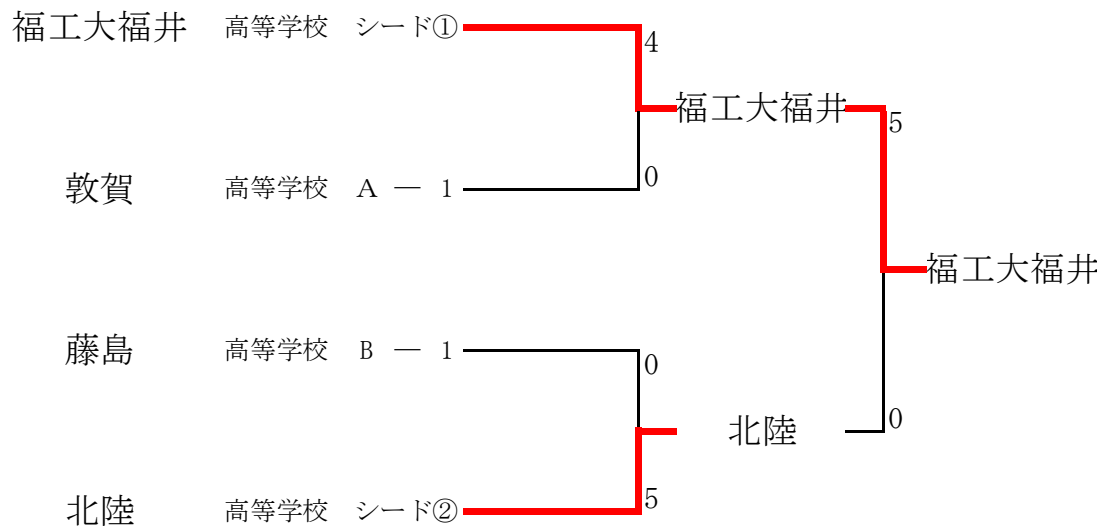 福工大福井 高等学校 シード① 4
福工大福井 5
敦賀 高等学校 A ― 1 0
福工大福井
藤島 高等学校 B ― 1 0
北陸 0
北陸 高等学校 シード② 5